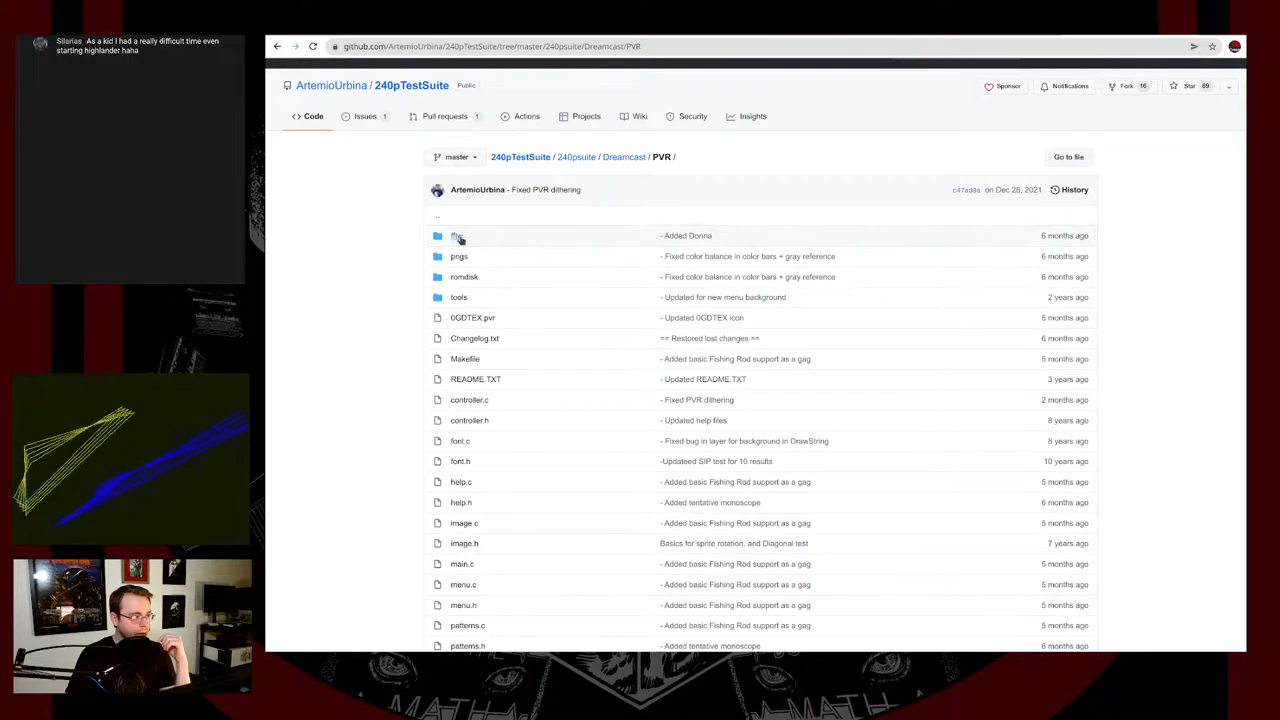 Silarias As a kid I had a really difficult time even
starting highlander haha
github.com/ArtemioUrbina/240pTestSuite/tree/master/240psuite/Dreamcast/PVR
ArtemioUrbina / 240pTestSuite Public
Sponsor Notifications Fork 16 Star 69
Code Issues 1 Pull requests 1 Actions Projects Wiki Security Insights
master 240pTestSuite / 240psuite / Dreamcast / PVR / Go to file
ArtemioUrbina - Fixed PVR dithering c47ad0a on Dec 28, 2021 History
..
- Added Donna 6 months ago
pngs - Fixed color balance in color bars + gray reference 6 months ago
romdisk - Fixed color balance in color bars + gray reference 6 months ago
tools - Updated for new menu background 2 years ago
0GDTEX.pvr - Updated 0GDTEX icon 5 months ago
Changelog.txt == Restored lost changes == 6 months ago
Makefile - Added basic Fishing Rod support as a gag 5 months ago
README.TXT - Updated README.TXT 3 years ago
controller.c - Fixed PVR dithering 2 months ago
controller.h - Updated help files 8 years ago
font.c - Fixed bug in layer for background in DrawString 8 years ago
font.h -Updateed SIP test for 10 results 10 years ago
help.c - Added basic Fishing Rod support as a gag 5 months ago
help.h - Added tentative monoscope 6 months ago
image.c - Added basic Fishing Rod support as a gag 5 months ago
image.h Basics for sprite rotation, and Diagonal test 7 years ago
main.c - Added basic Fishing Rod support as a gag 5 months ago
menu.c - Added basic Fishing Rod support as a gag 5 months ago
menu.h - Added basic Fishing Rod support as a gag 5 months ago
patterns.c - Added basic Fishing Rod support as a gag 5 months ago
patterns.h - Added tentative monoscope 6 months ago